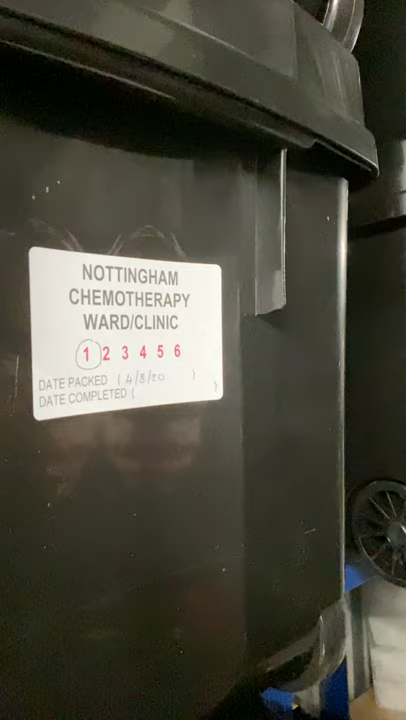 NOTTINGHAM
CHEMOTHERAPY
WARD/CLINIC
1 2 3 4 5 6
DATE PACKED ( 4/8/20 )
DATE COMPLETED ( )